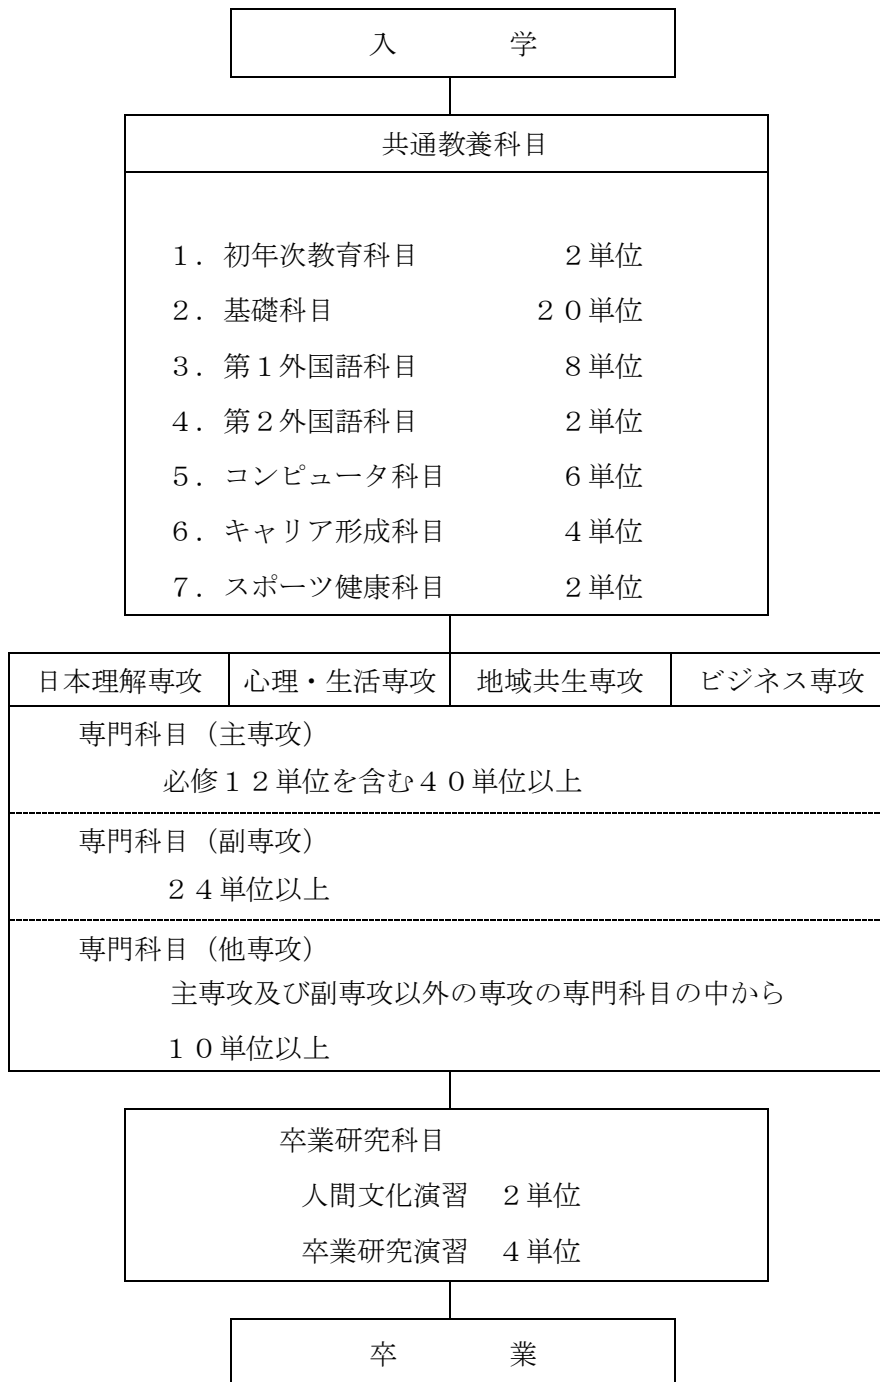 入　　　学
共通教養科目
１．初年次教育科目　２単位
２．基礎科目　２０単位
３．第１外国語科目　８単位
４．第２外国語科目　２単位
５．コンピュータ科目　６単位
６．キャリア形成科目　４単位
７．スポーツ健康科目　２単位
日本理解専攻　心理・生活専攻　地域共生専攻　ビジネス専攻
専門科目（主専攻）
必修１２単位を含む４０単位以上
専門科目（副専攻）
２４単位以上
専門科目（他専攻）
主専攻及び副専攻以外の専攻の専門科目の中から
１０単位以上
卒業研究科目
人間文化演習　２単位
卒業研究演習　４単位
卒　　　業